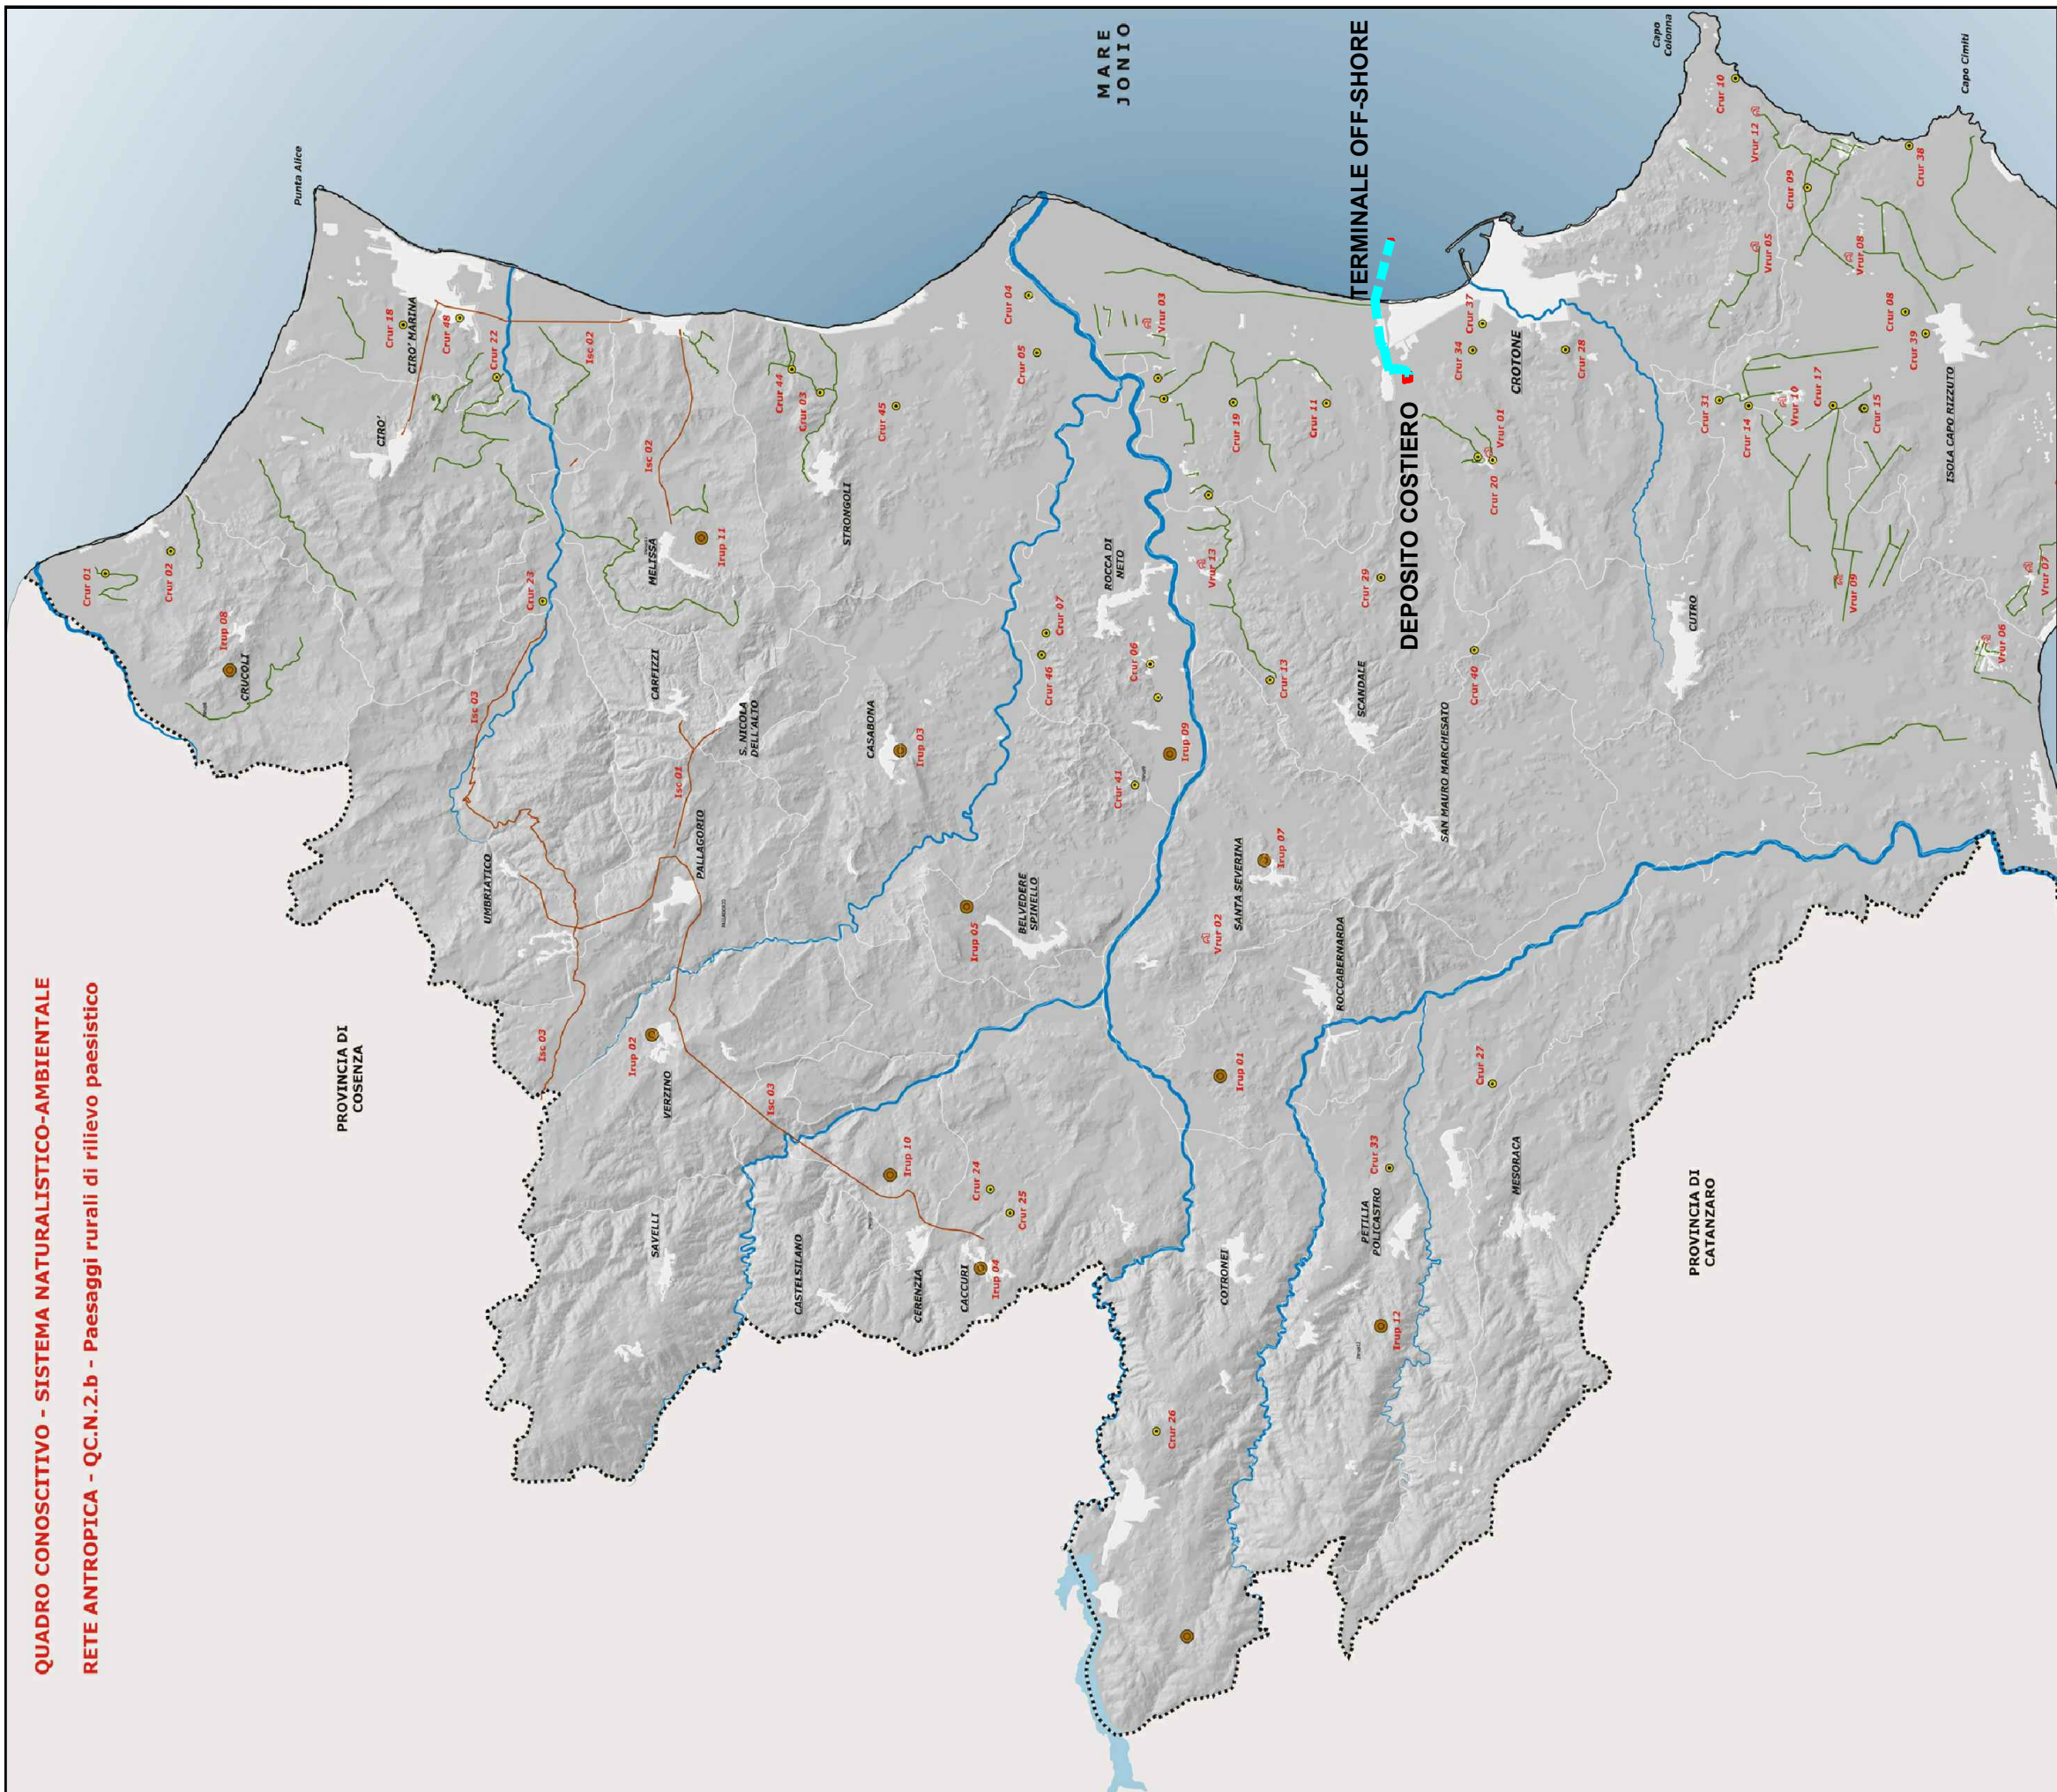 QUADRO CONOSCITIVO - SISTEMA NATURALISTICO-AMBIENTALE
RETE ANTROPICA - QC.N.2.b - Paesaggi rurali di rilievo paesistico
PROVINCIA DI
COSENZA
PROVINCIA DI
CATANZARO
MARE
JONIO
TERMINALE OFF-SHORE
DEPOSITO COSTIERO
Punta Alice
Capo
Colonna
Capo Cimiti
Crur 01
Crur 02
Irup 08
CRUCOLI
CIRO'
Crur 18
CIRO' MARINA
Crur 48
Crur 22
Isc 02
Isc 02
Crur 23
Isc 03
UMBRIATICO
Isc 03
MELISSA
Irup 11
CARFIZZI
S. NICOLA
DELL'ALTO
Isc 01
PALLAGORIO
PALLAGORIO
Irup 02
VERZINO
SAVELLI
Isc 03
CASTELSILANO
Irup 10
CERENZIA
CACCURI
Irup 04
Crur 24
Crur 25
Crur 44
Crur 03
STRONGOLI
Crur 45
CASABONA
Irup 03
Irup 05
BELVEDERE
SPINELLO
Crur 04
Crur 05
Crur 07
Crur 46
ROCCA DI
NETO
Crur 06
Crur 41
Irup 09
Vrur 03
Crur 19
Crur 11
Vrur 13
Crur 13
Vrur 02
SANTA SEVERINA
Irup 07
Irup 01
COTRONEI
Crur 26
ROCCABERNARDA
Crur 29
SCANDALE
SAN MAURO MARCHESATO
Crur 40
Crur 33
PETILIA
POLICASTRO
Irup 12
Crur 27
MESORACA
Crur 37
Crur 34
CROTONE
Crur 28
Vrur 01
Crur 20
CUTRO
Crur 10
Vrur 12
Crur 09
Crur 38
Vrur 05
Vrur 08
Crur 08
Crur 39
ISOLA CAPO RIZZUTO
Crur 31
Crur 14
Vrur 10
Crur 17
Crur 15
Vrur 09
Vrur 07
Vrur 06